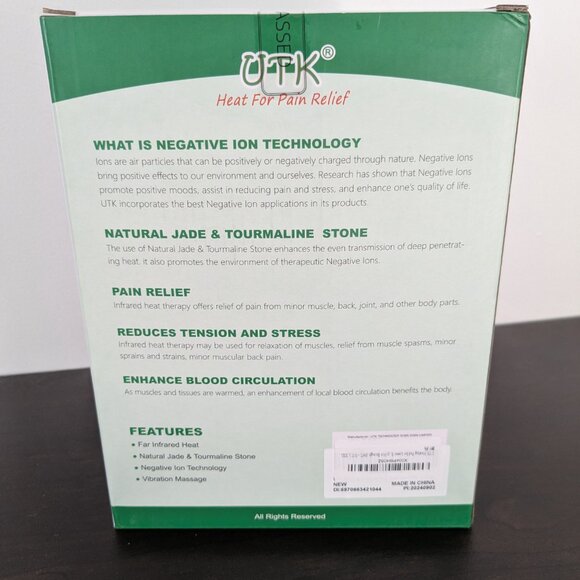 ASSED
UTK®
Heat For Pain Relief
WHAT IS NEGATIVE ION TECHNOLOGY
Ions are air particles that can be positively or negatively charged through nature. Negative Ions
bring positive effects to our environment and ourselves. Research has shown that Negative Ions
promote positive moods, assist in reducing pain and stress, and enhance one's quality of life.
UTK incorporates the best Negative Ion applications in its products.
NATURAL JADE & TOURMALINE STONE
The use of Natural Jade & Tourmaline Stone enhances the even transmission of deep penetrat-
ing heat. it also promotes the environment of therapeutic Negative Ions.
PAIN RELIEF
Infrared heat therapy offers relief of pain from minor muscle, back, joint, and other body parts.
REDUCES TENSION AND STRESS
Infrared heat therapy may be used for relaxation of muscles, relief from muscle spasms, minor
sprains and strains, minor muscular back pain.
ENHANCE BLOOD CIRCULATION
As muscles and tissues are warmed, an enhancement of local blood circulation benefits the body.
FEATURES
• Far Infrared Heat
• Natural Jade & Tourmaline Stone
• Negative Ion Technology
• Vibration Massage
NEW MADE IN CHINA
OI:6970663421044 PI:20240902
All Rights Reserved